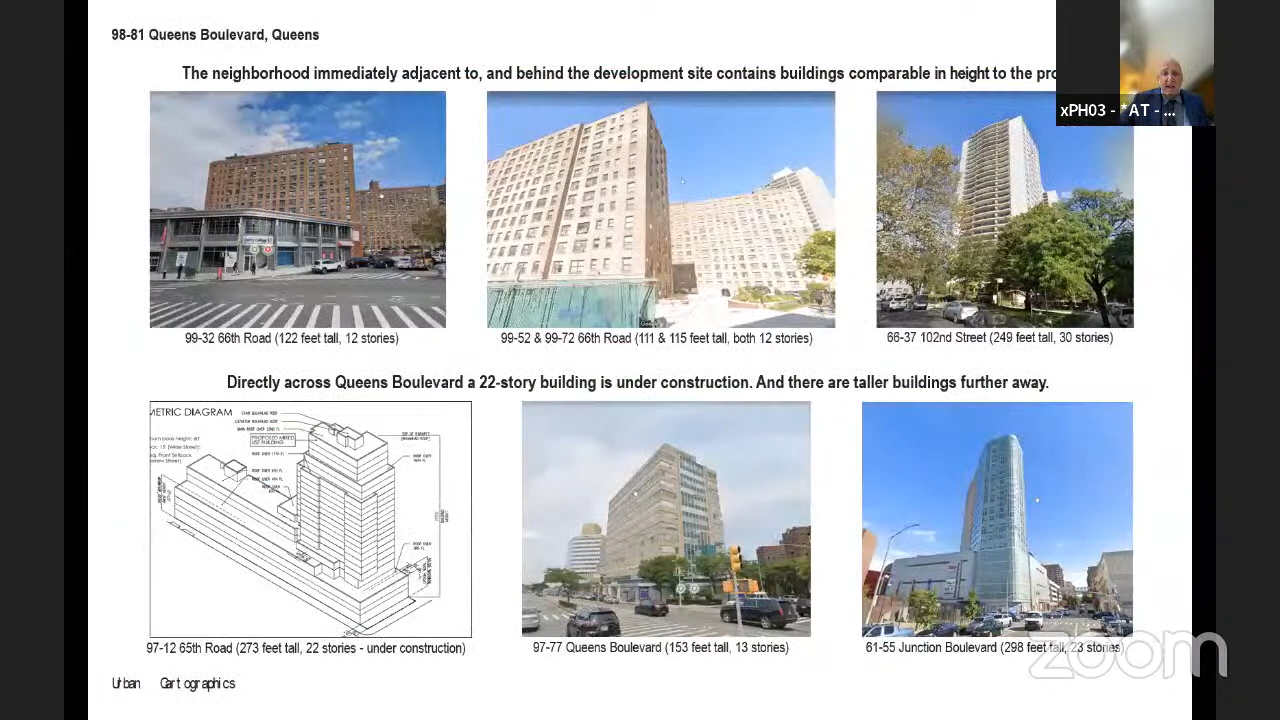 98-81 Queens Boulevard, Queens
The neighborhood immediately adjacent to, and behind the development site contains buildings comparable in height to the pro
xPH03 - *AT - ...
99-32 66th Road (122 feet tall, 12 stories)
99-52 & 99-72 66th Road (111 & 115 feet tall, both 12 stories)
66-37 102nd Street (249 feet tall, 30 stories)
Directly across Queens Boulevard a 22-story building is under construction. And there are taller buildings further away.
METRIC DIAGRAM
PROPOSED MIXED
USE BUILDING
97-12 65th Road (273 feet tall, 22 stories - under construction)
97-77 Queens Boulevard (153 feet tall, 13 stories)
61-55 Junction Boulevard (298 feet tall, 23 stories)
zoom
Urban Cartographics